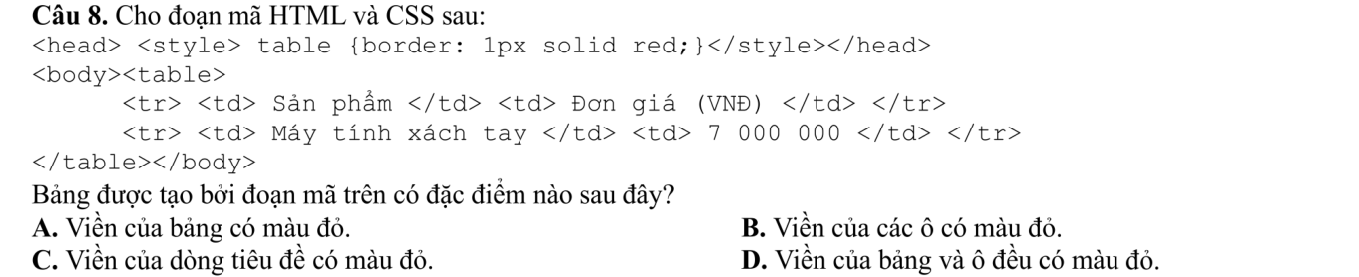 Câu 8. Cho đoạn mã HTML và CSS sau:
<head> <style> table {border: 1px solid red;}</style></head>
<body><table>
<tr> <td> Sản phẩm </td> <td> Đơn giá (VNĐ) </td> </tr>
<tr> <td> Máy tính xách tay </td> <td> 7 000 000 </td> </tr>
</table></body>
Bảng được tạo bởi đoạn mã trên có đặc điểm nào sau đây?
A. Viền của bảng có màu đỏ. B. Viền của các ô có màu đỏ.
C. Viền của dòng tiêu đề có màu đỏ. D. Viền của bảng và ô đều có màu đỏ.